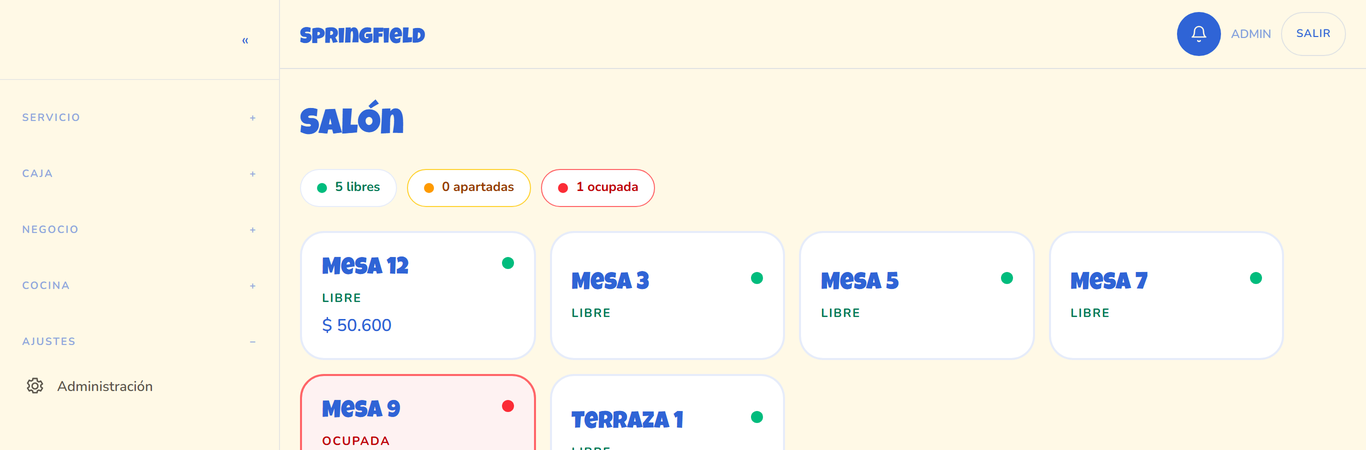 «
SPRINGFIELD
ADMIN
SALIR
SERVICIO +
CAJA +
NEGOCIO +
COCINA +
AJUSTES –
Administración
Salón
5 libres
0 apartadas
1 ocupada
Mesa 12
LIBRE
$ 50.600
Mesa 3
LIBRE
Mesa 5
LIBRE
Mesa 7
LIBRE
Mesa 9
OCUPADA
Terraza 1
LIBRE